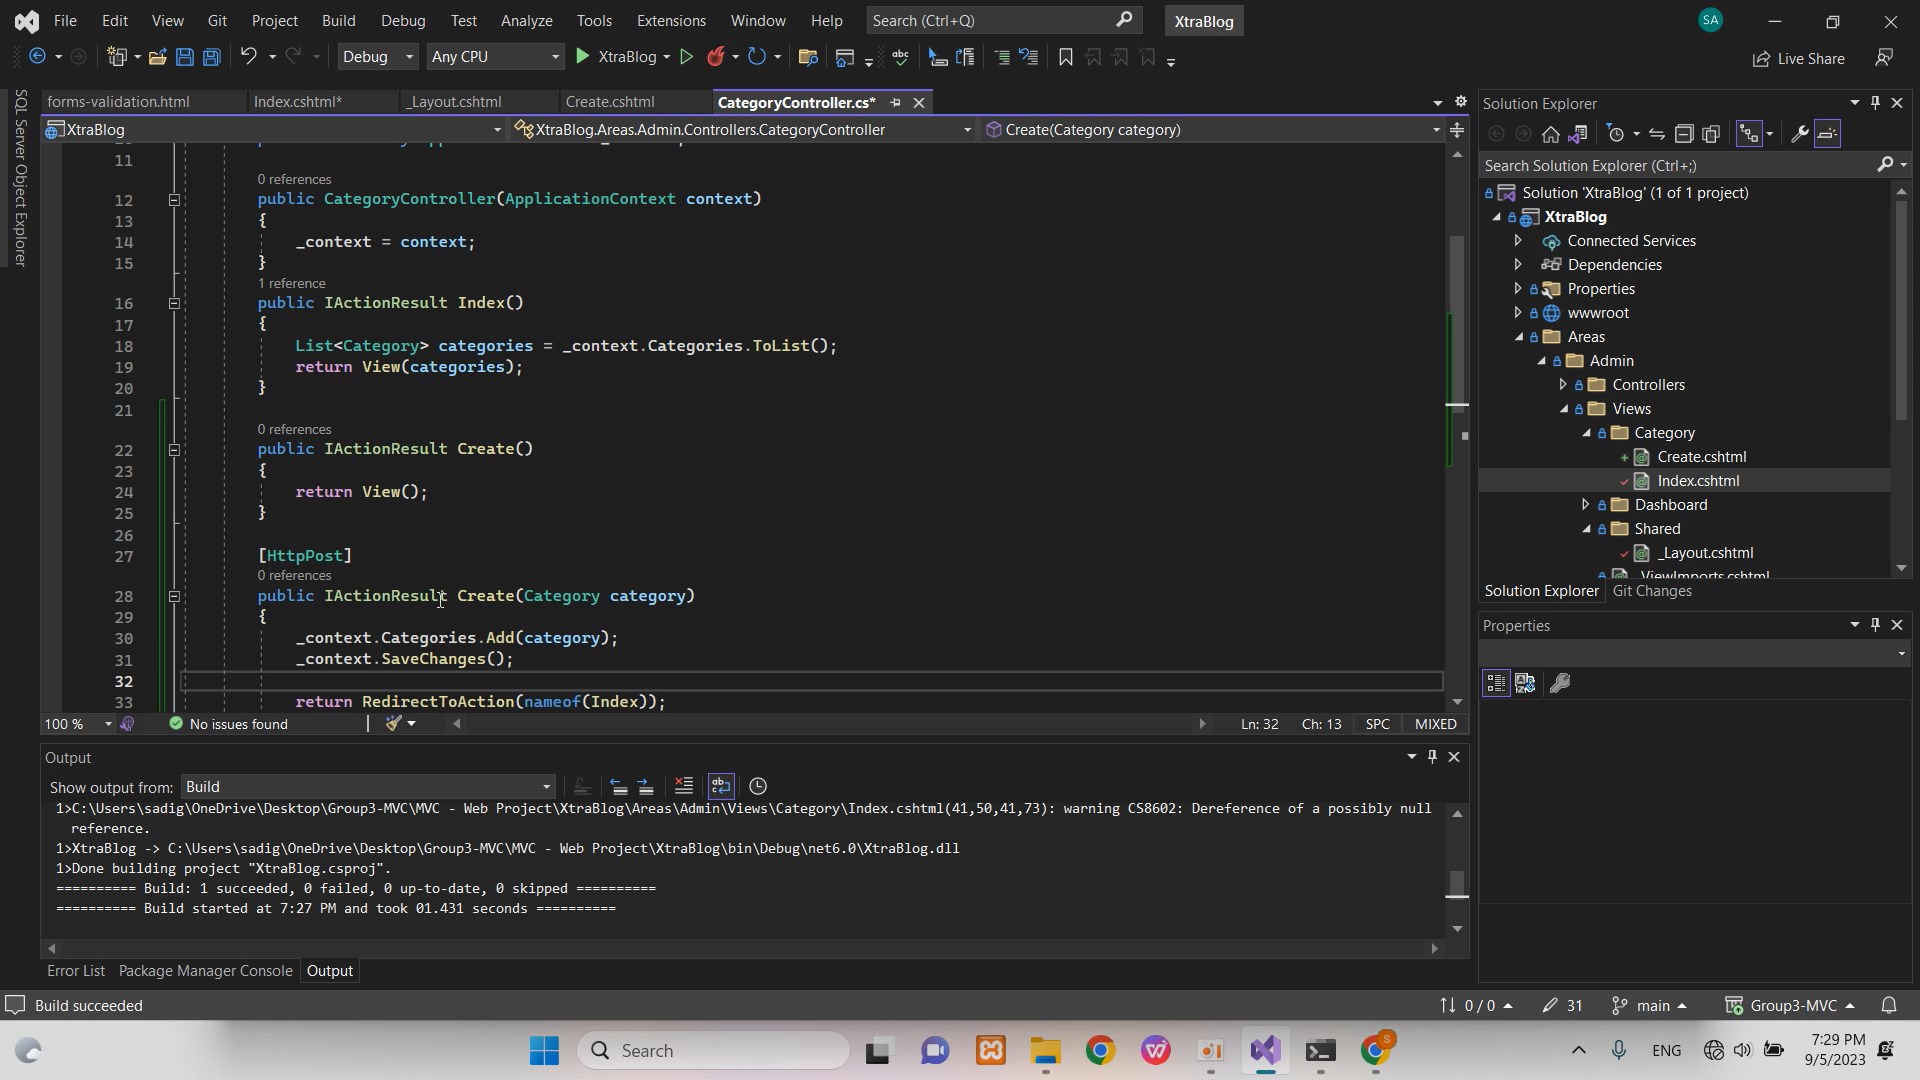 File Edit View Git Project Build Debug Test Analyze Tools Extensions Window Help Search (Ctrl+Q) XtraBlog SA
Debug Any CPU XtraBlog Live Share
SQL Server Object Explorer
forms-validation.html Index.cshtml* _Layout.cshtml Create.cshtml CategoryController.cs*
XtraBlog XtraBlog.Areas.Admin.Controllers.CategoryController Create(Category category)
11
0 references
12 public CategoryController(ApplicationContext context)
13 {
14 _context = context;
15 }
1 reference
16 public IActionResult Index()
17 {
18 List<Category> categories = _context.Categories.ToList();
19 return View(categories);
20 }
21
0 references
22 public IActionResult Create()
23 {
24 return View();
25 }
26
27 [HttpPost]
0 references
28 public IActionResult Create(Category category)
29 {
30 _context.Categories.Add(category);
31 _context.SaveChanges();
32
33 return RedirectToAction(nameof(Index));
100 % No issues found Ln: 32 Ch: 13 SPC MIXED
Output
Show output from: Build
1>C:\Users\sadig\OneDrive\Desktop\Group3-MVC\MVC - Web Project\XtraBlog\Areas\Admin\Views\Category\Index.cshtml(41,50,41,73): warning CS8602: Dereference of a possibly null
reference.
1>XtraBlog -> C:\Users\sadig\OneDrive\Desktop\Group3-MVC\MVC - Web Project\XtraBlog\bin\Debug\net6.0\XtraBlog.dll
1>Done building project "XtraBlog.csproj".
========== Build: 1 succeeded, 0 failed, 0 up-to-date, 0 skipped ==========
========== Build started at 7:27 PM and took 01.431 seconds ==========
Error List Package Manager Console Output
Solution Explorer
Search Solution Explorer (Ctrl+;)
Solution 'XtraBlog' (1 of 1 project)
XtraBlog
Connected Services
Dependencies
Properties
wwwroot
Areas
Admin
Controllers
Views
Category
Create.cshtml
Index.cshtml
Dashboard
Shared
_Layout.cshtml
_ViewImports.cshtml
Solution Explorer Git Changes
Properties
Build succeeded 0 / 0 31 main Group3-MVC
Search ENG 7:29 PM
9/5/2023